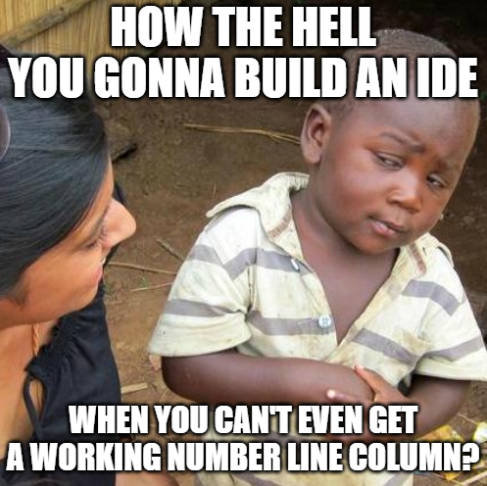 HOW THE HELL
YOU GONNA BUILD AN IDE
WHEN YOU CAN'T EVEN GET
A WORKING NUMBER LINE COLUMN?